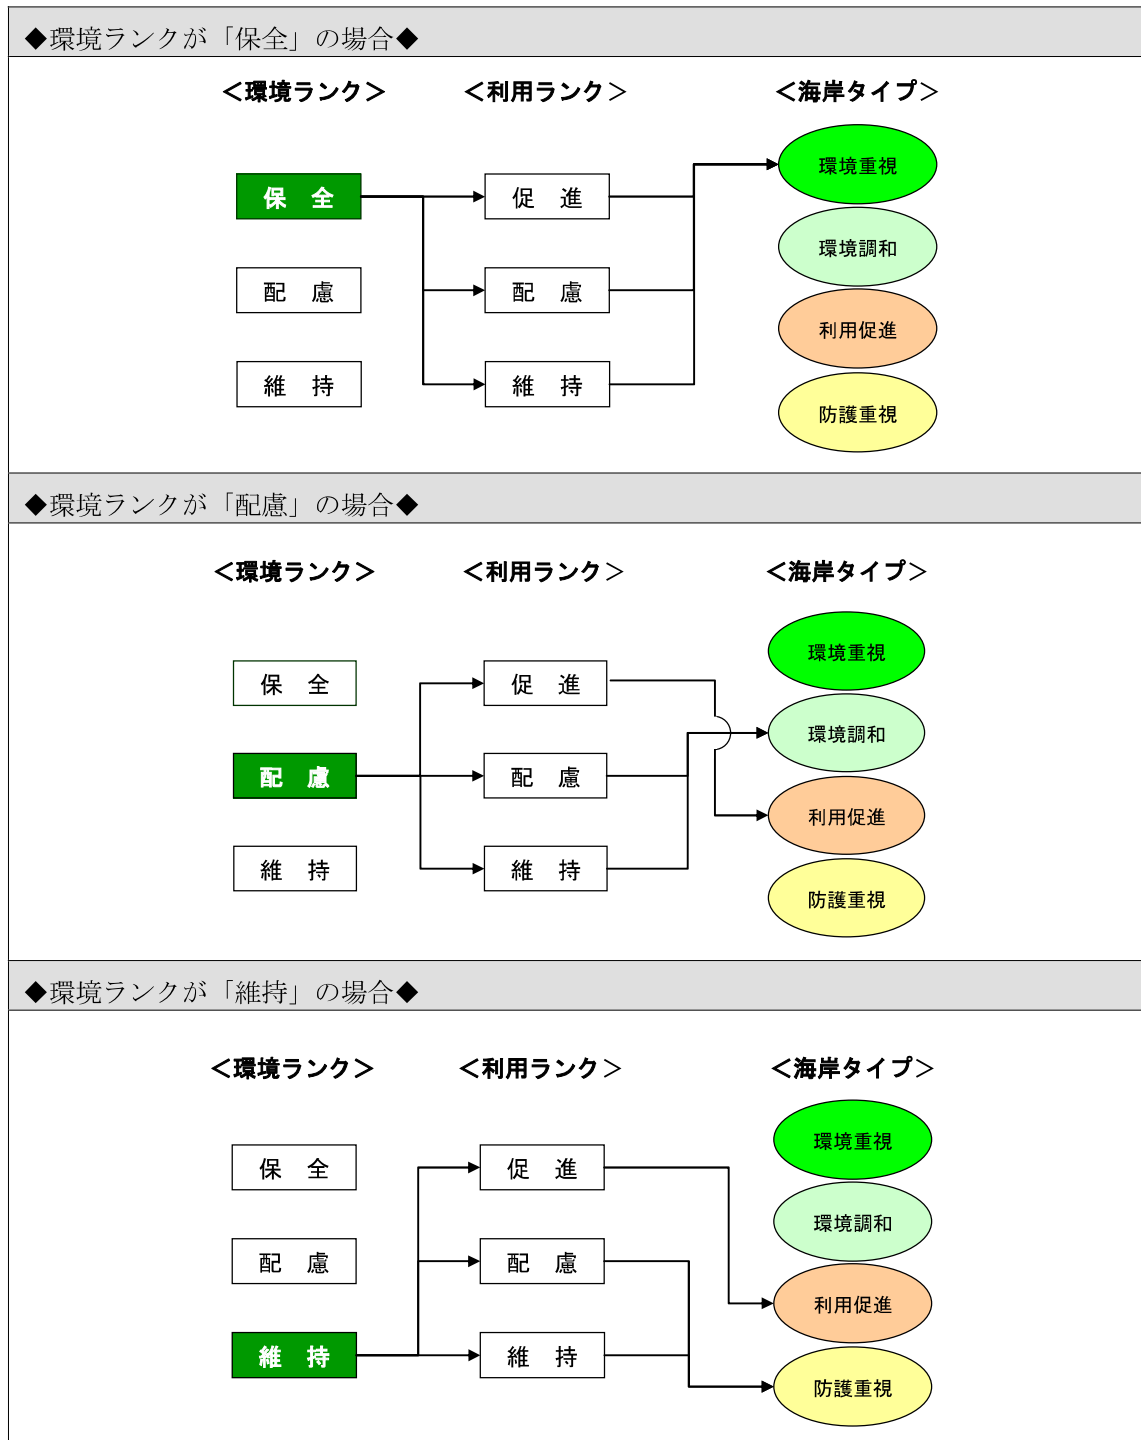 ◆環境ランクが「保全」の場合◆
＜環境ランク＞ ＜利用ランク＞ ＜海岸タイプ＞
環境重視
保 全 促 進
環境調和
配 慮 配 慮
利用促進
維 持 維 持
防護重視
◆環境ランクが「配慮」の場合◆
＜環境ランク＞ ＜利用ランク＞ ＜海岸タイプ＞
環境重視
保 全 促 進
環境調和
配 慮 配 慮
利用促進
維 持 維 持
防護重視
◆環境ランクが「維持」の場合◆
＜環境ランク＞ ＜利用ランク＞ ＜海岸タイプ＞
環境重視
保 全 促 進
環境調和
配 慮 配 慮
利用促進
維 持 維 持
防護重視